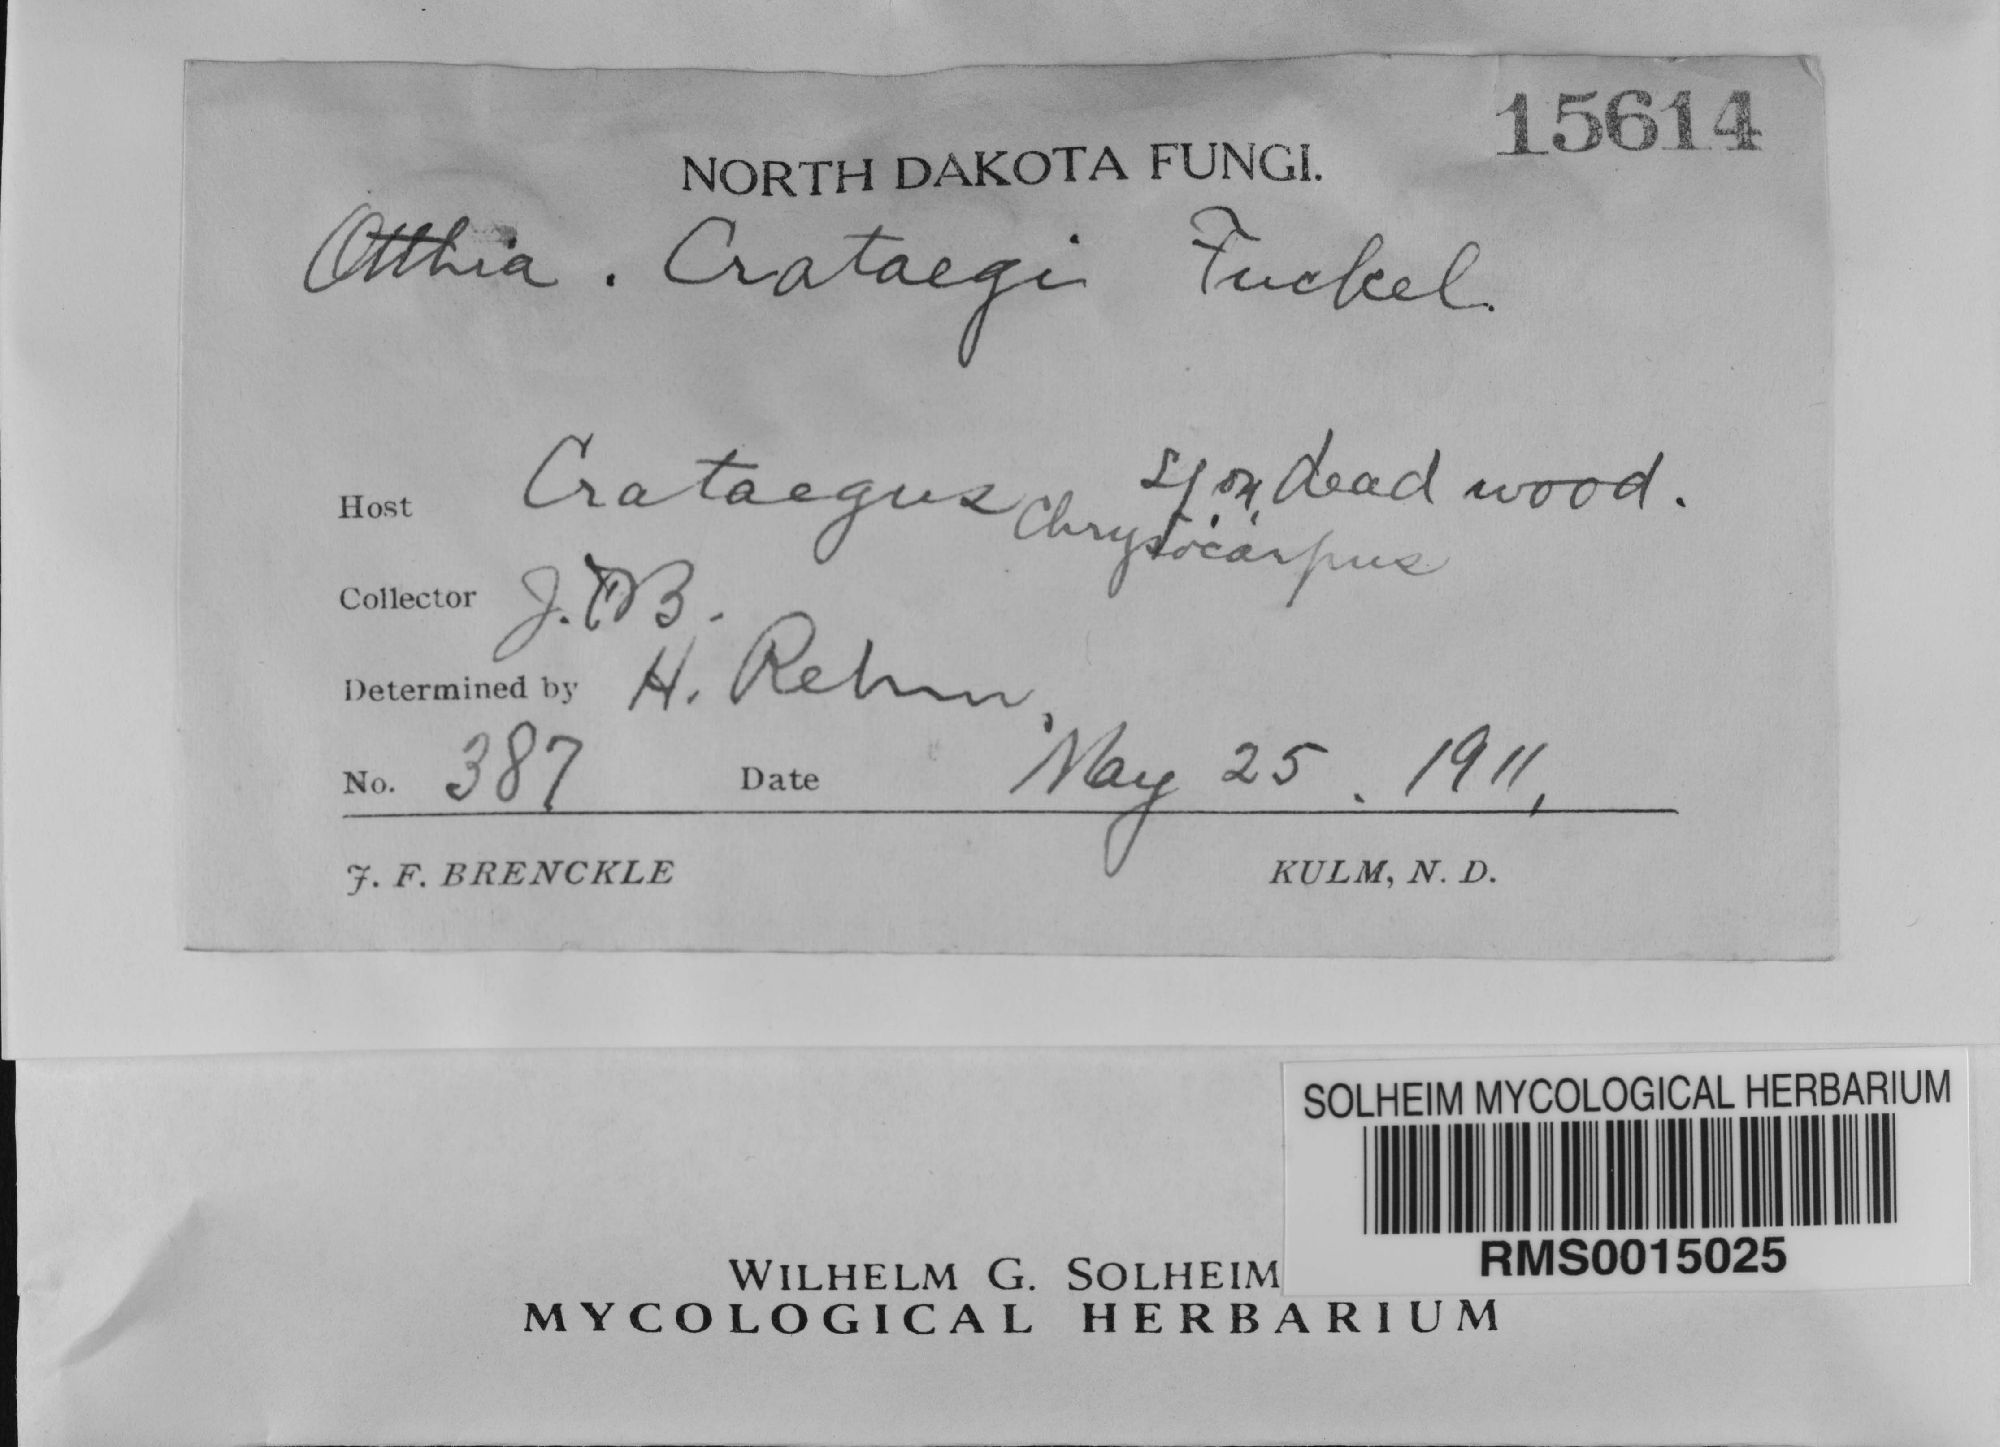 15614
NORTH DAKOTA FUNGI.
Otthia. Crataegi Fuckel.
Host Crataegus sp. on dead wood.
Chrysocarpus
Collector J.F.B.
Determined by H. Rehm.
No. 387 Date May 25. 1911,
J. F. BRENCKLE KULM, N. D.
SOLHEIM MYCOLOGICAL HERBARIUM
RMS0015025
WILHELM G. SOLHEIM
MYCOLOGICAL HERBARIUM